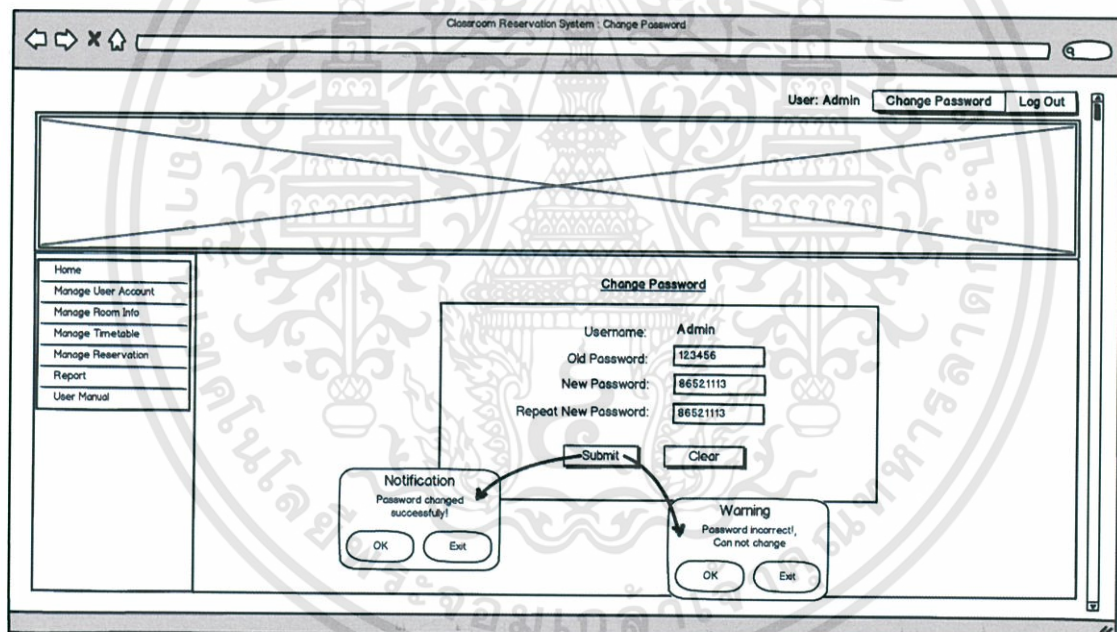 Classroom Reservation System : Change Password
User: Admin Change Password Log Out
Home
Manage User Account
Manage Room Info
Manage Timetable
Manage Reservation
Report
User Manual
Change Password
Username: Admin
Old Password: 123456
New Password: 86521113
Repeat New Password: 86521113
Submit Clear
Notification
Password changed
successfuly!
OK Exit
Warning
Password incorrect!,
Can not change
OK Exit